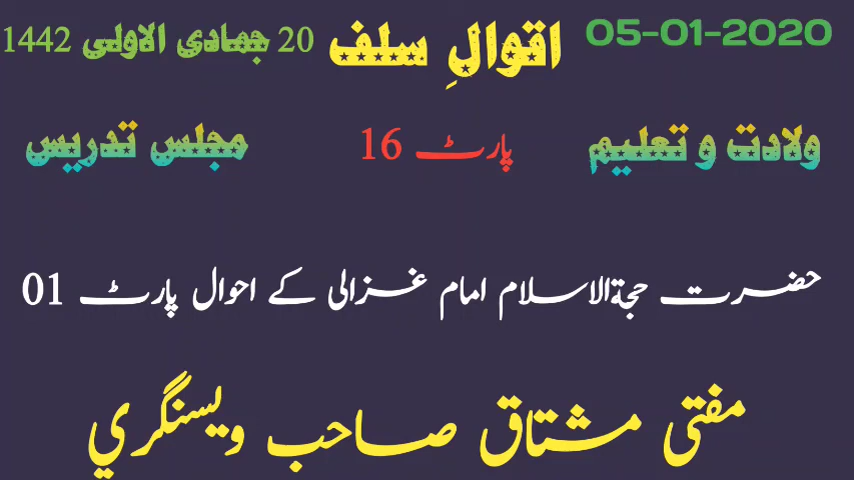 05-01-2020 اقوالِ سلف 20 جمادی الاولی 1442
ولادت و تعلیم پارٹ 16 مجلس تدریس
حضرت حجۃالاسلام امام غزالی کے احوال پارٹ 01
مفتی مشتاق صاحب ویسنگري